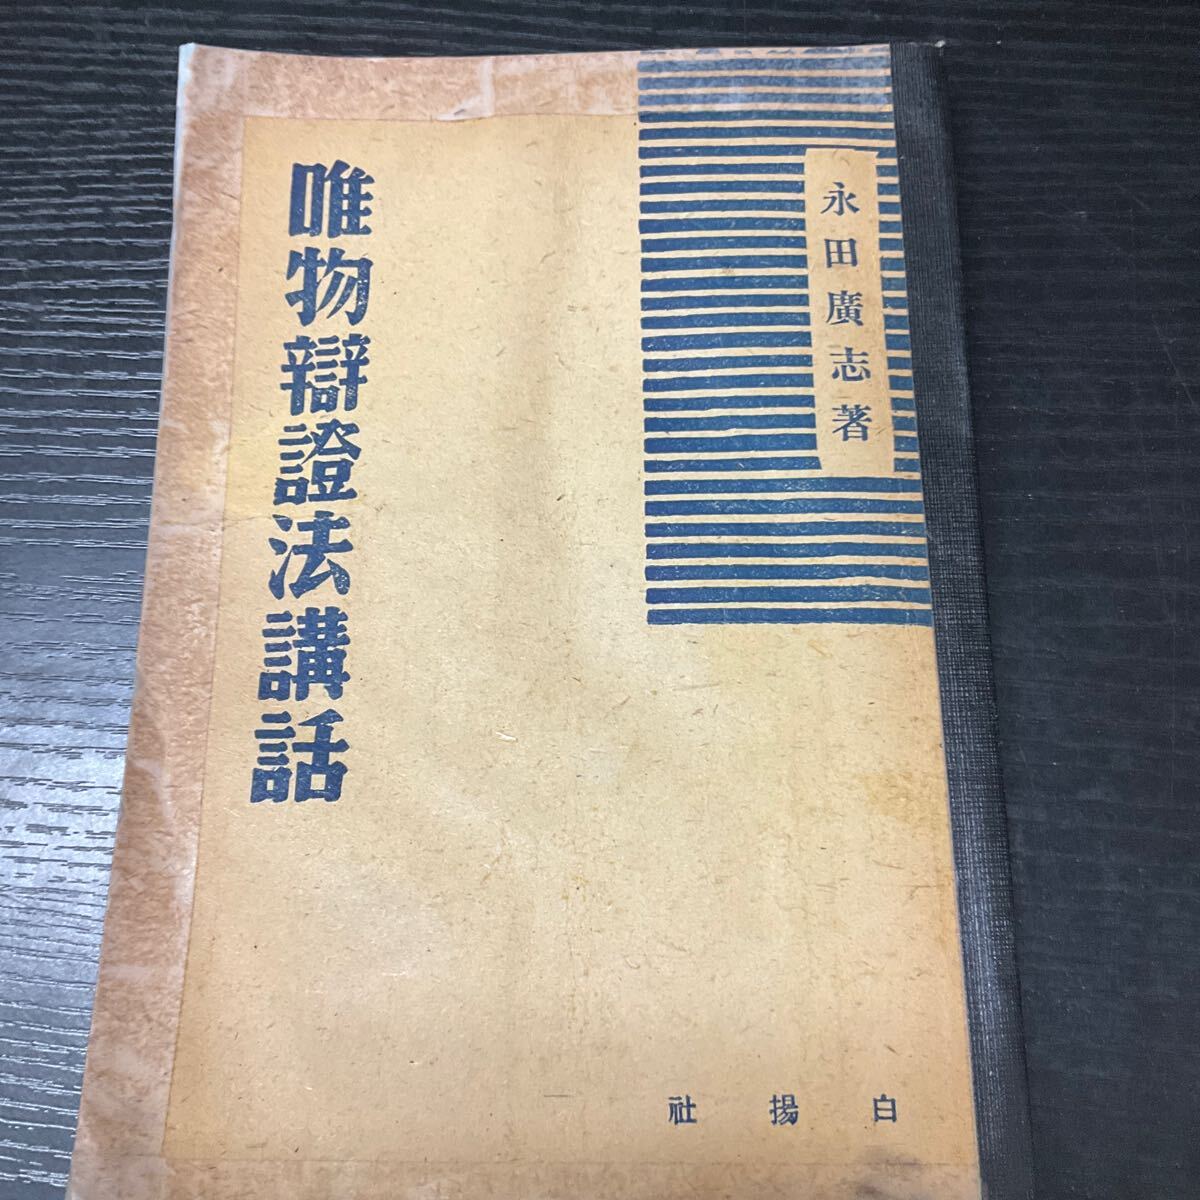 永田廣志著
唯物辯證法講話
白揚社